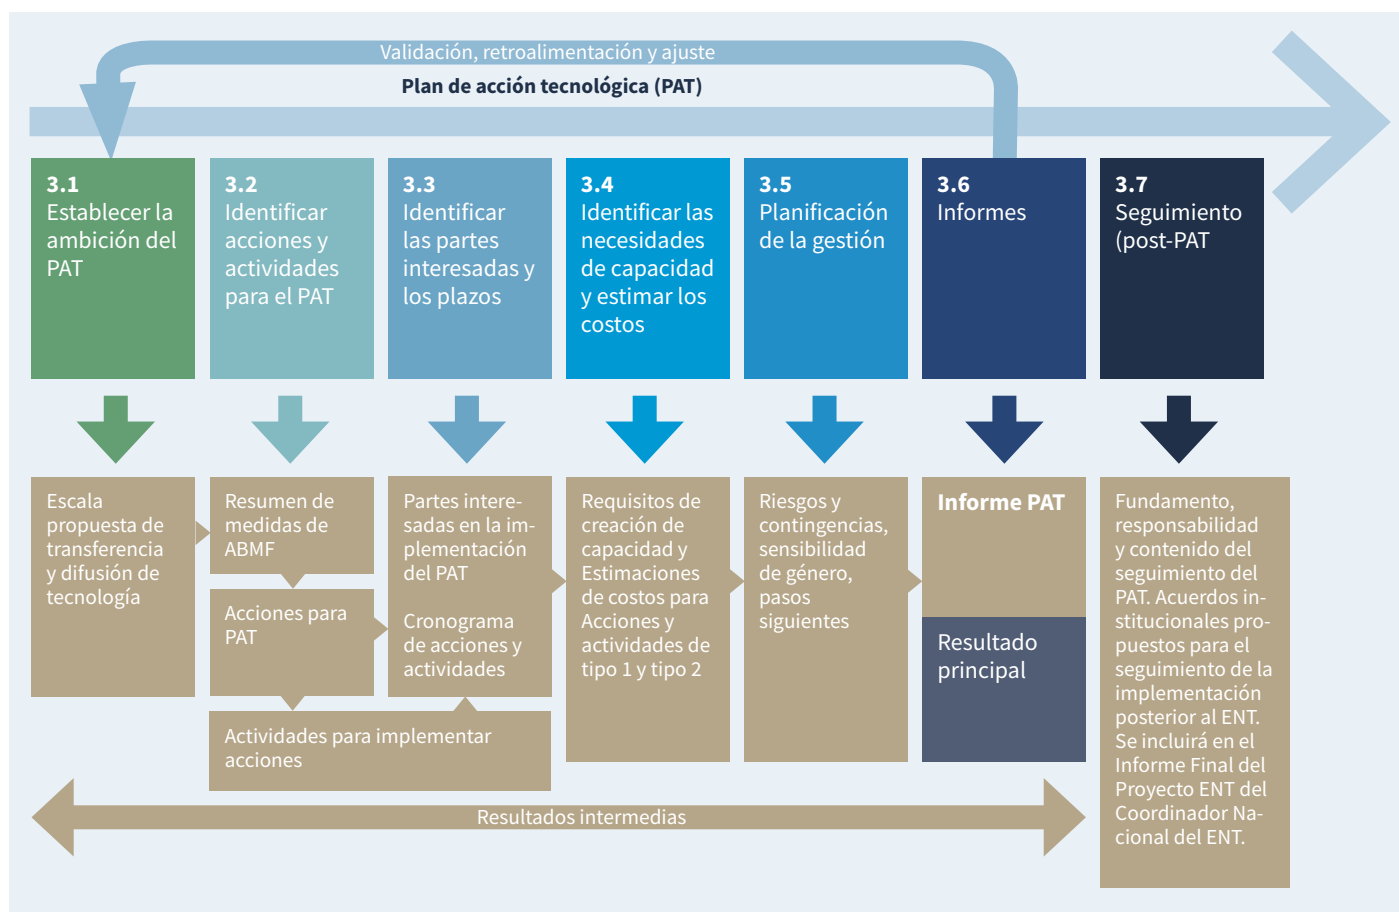 Validación, retroalimentación y ajuste
Plan de acción tecnológica (PAT)
3.1
Establecer la
ambición del
PAT
3.2
Identificar
acciones y
actividades
para el PAT
3.3
Identificar
las partes
interesadas y
los plazos
3.4
Identificar las
necesidades
de capacidad
y estimar los
costos
3.5
Planificación
de la gestión
3.6
Informes
3.7
Seguimiento
(post-PAT
Escala
propuesta de
transferencia
y difusión de
tecnología
Resumen de
medidas de
ABMF
Acciones para
PAT
Actividades para implementar
acciones
Partes intere-
sadas en la im-
plementación
del PAT
Cronograma
de acciones y
actividades
Requisitos de
creación de
capacidad y
Estimaciones
de costos para
Acciones y
actividades de
tipo 1 y tipo 2
Riesgos y
contingencias,
sensibilidad
de género,
pasos
siguientes
Informe PAT
Resultado
principal
Fundamento,
responsabilidad
y contenido del
seguimiento del
PAT. Acuerdos in-
stitucionales pro-
puestos para el
seguimiento de la
implementación
posterior al ENT.
Se incluirá en el
Informe Final del
Proyecto ENT del
Coordinador Na-
cional del ENT.
Resultados intermedias